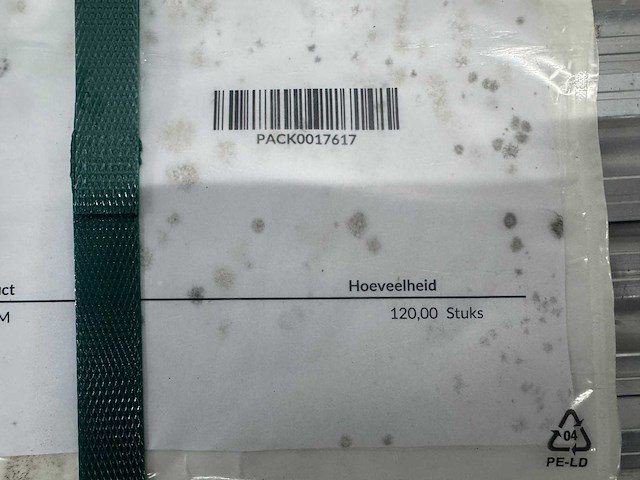 PACK0017617
uct Hoeveelheid
M 120,00 Stuks
04
PE-LD